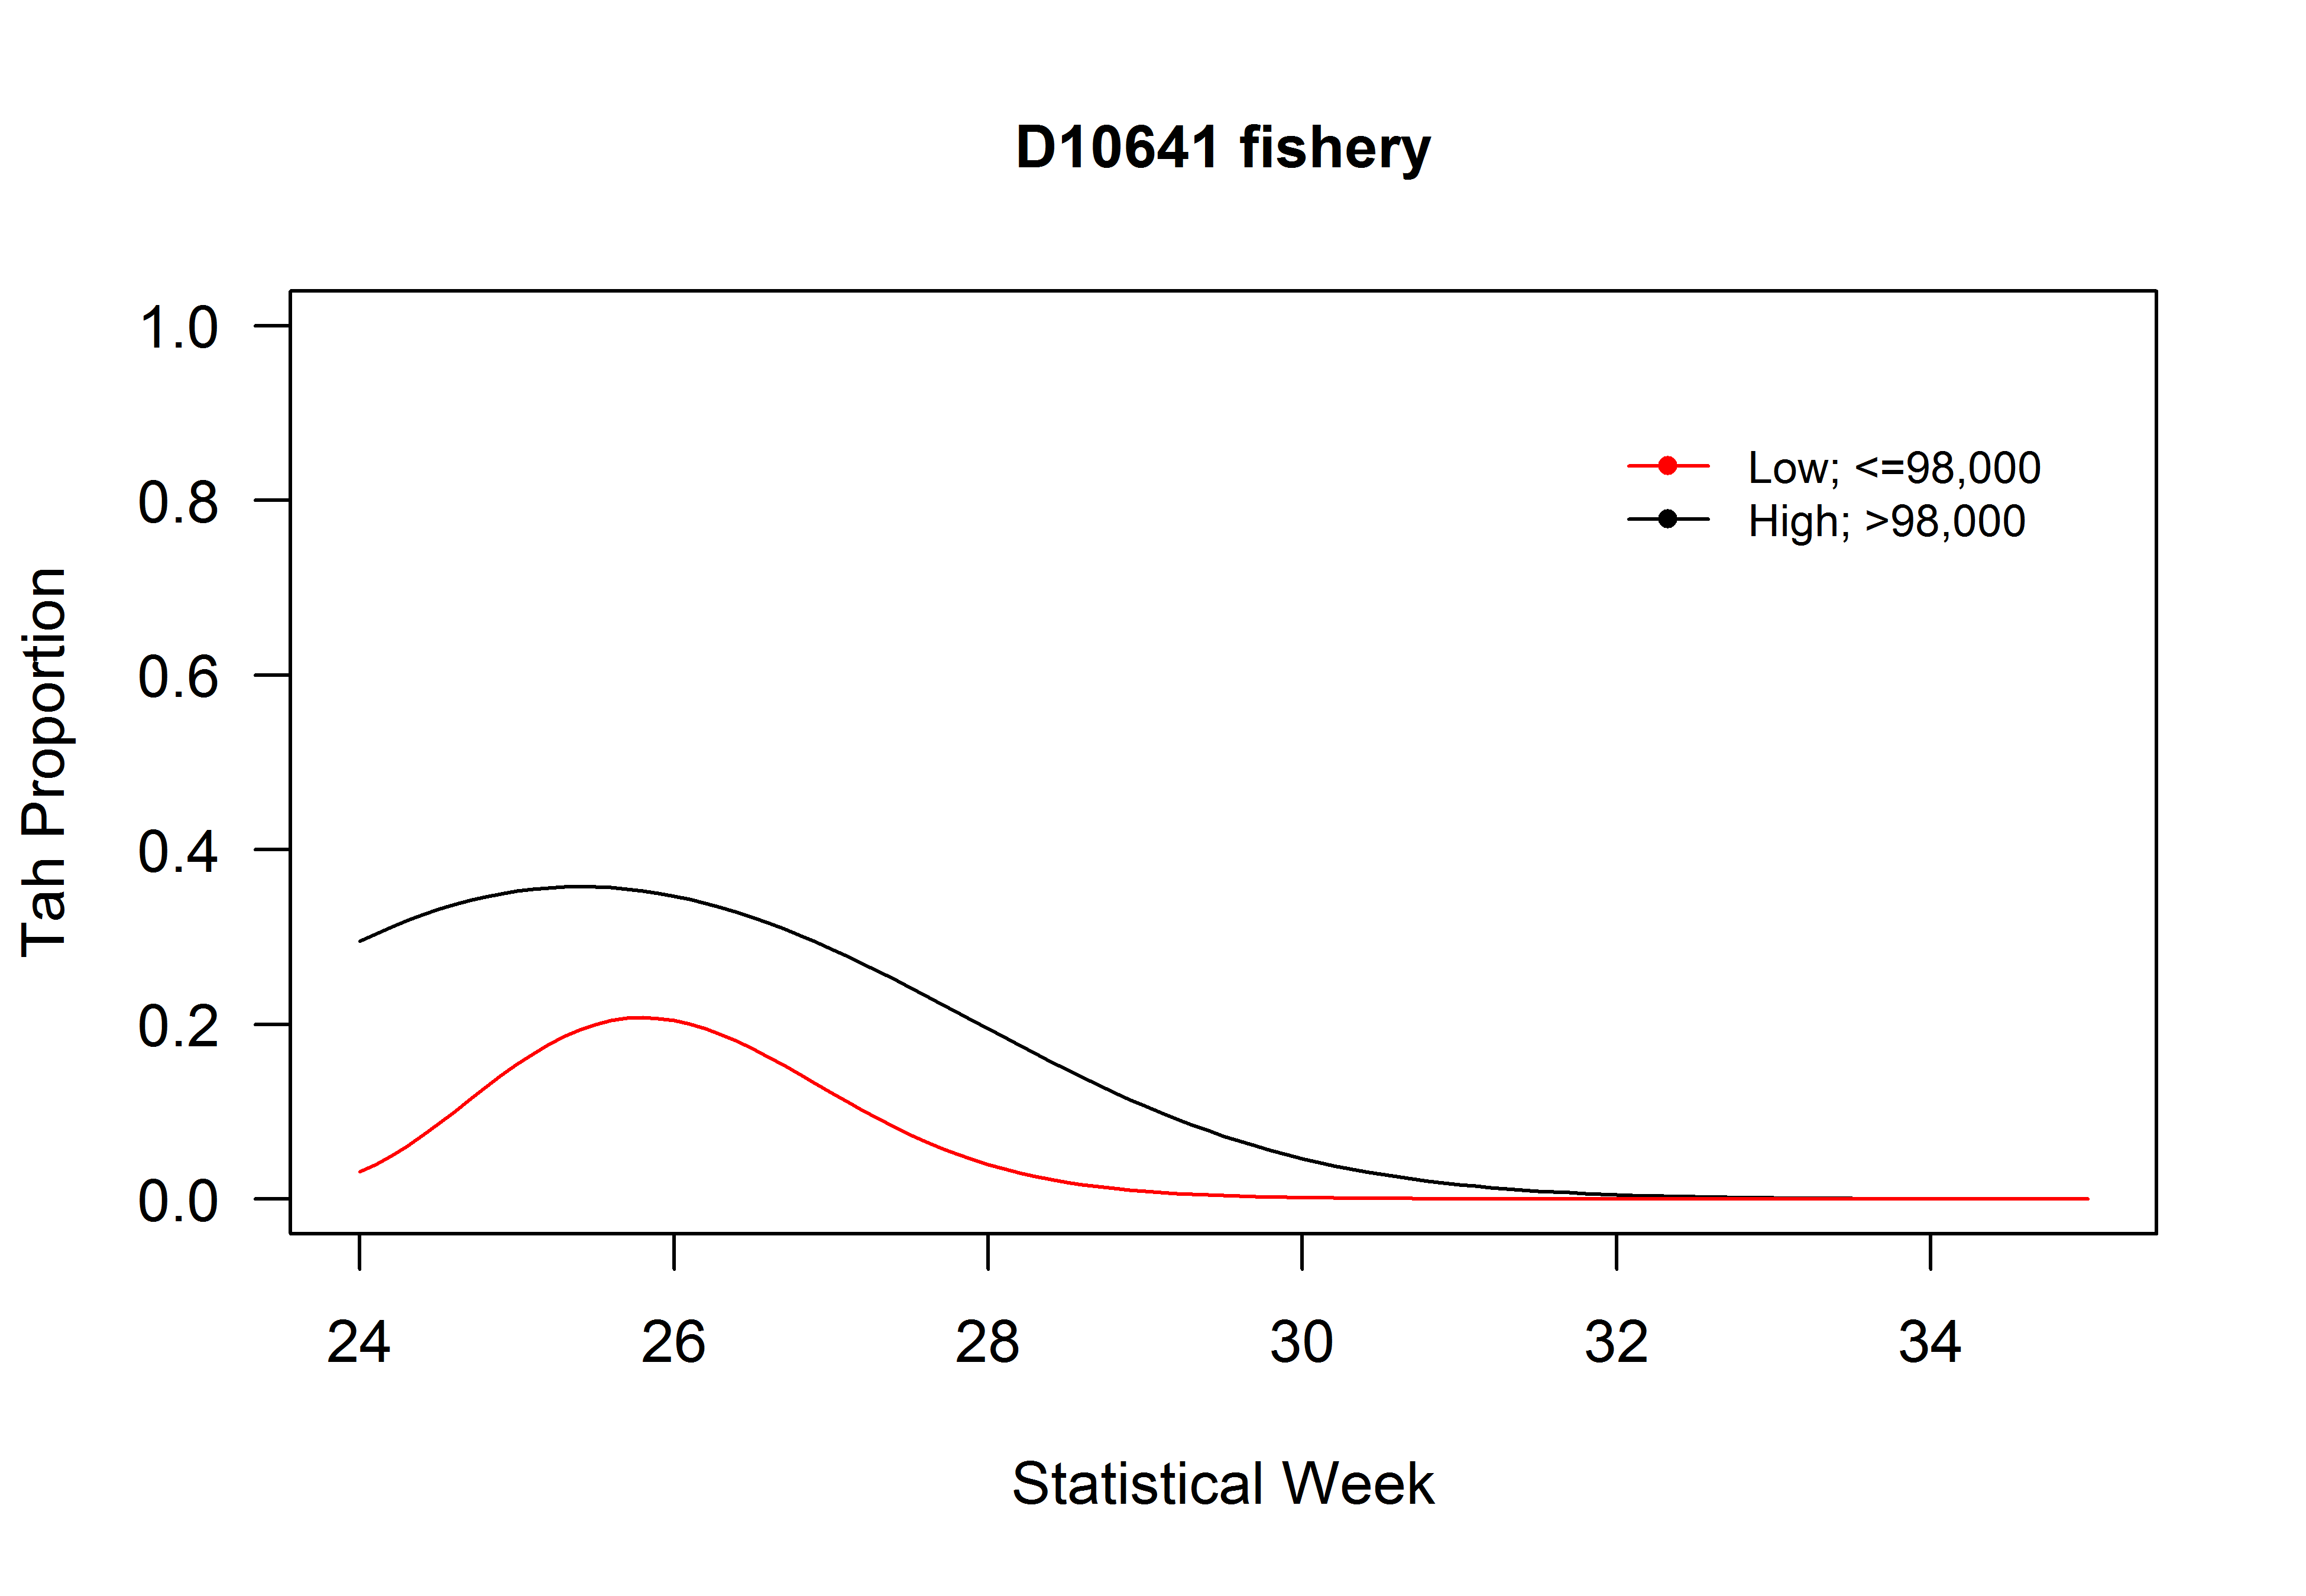 D10641 fishery
1.0
0.8
0.6
0.4
0.2
0.0
Tah Proportion
Low; <=98,000
High; >98,000
24 26 28 30 32 34
Statistical Week